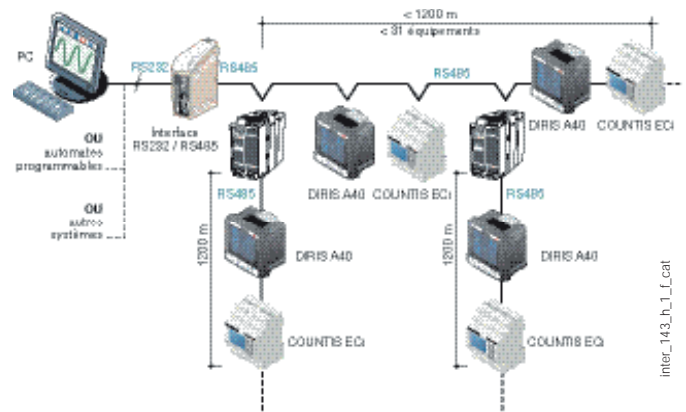 < 1200 m
< 31 équipements
PC
RS232
RS485
RS485
Interface
RS232 / RS485
OU
automates
programmables
OU
autres
systèmes
DIRIS A40
COUNTIS ECi
DIRIS A40
COUNTIS ECi
RS485
1200 m
DIRIS A40
COUNTIS ECi
RS485
1200 m
DIRIS A40
COUNTIS ECi
inter_143_h_1_f_cat